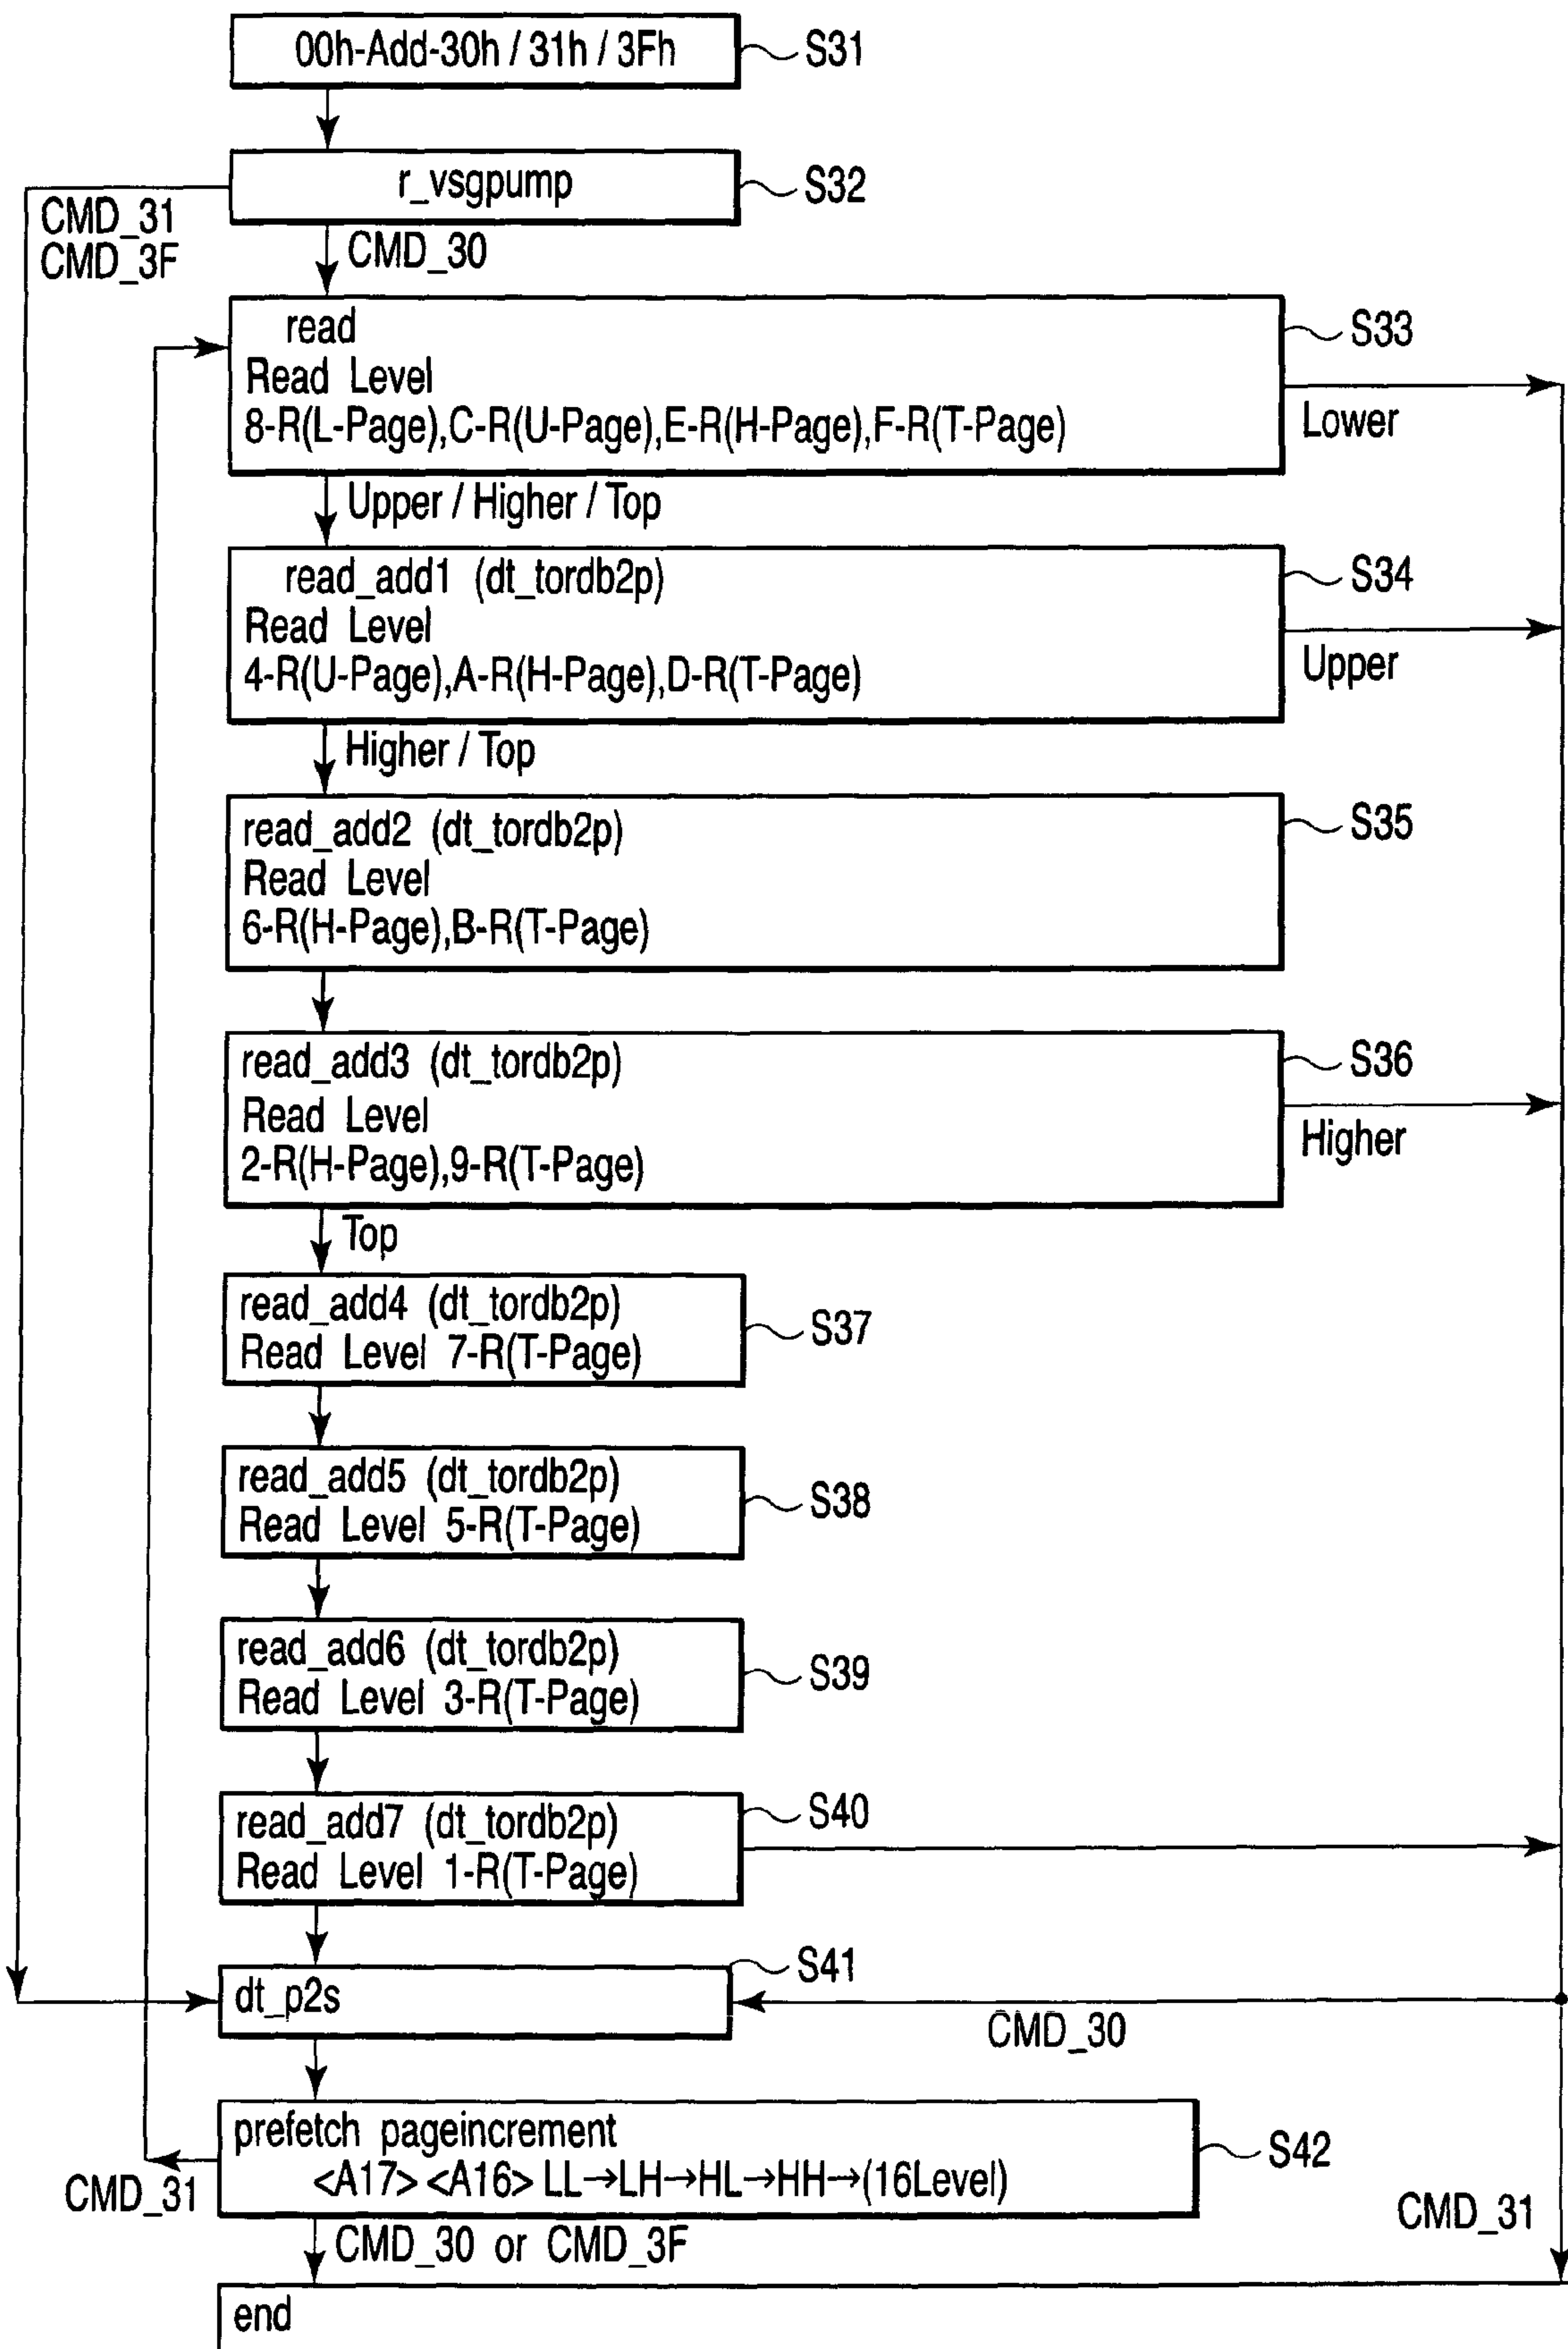 00h-Add-30h / 31h / 3Fh
S31
r_vsgpump
S32
CMD_31
CMD_3F
CMD_30
read
Read Level
8-R(L-Page),C-R(U-Page),E-R(H-Page),F-R(T-Page)
S33
Lower
Upper / Higher / Top
read_add1 (dt_tordb2p)
Read Level
4-R(U-Page),A-R(H-Page),D-R(T-Page)
S34
Upper
Higher / Top
read_add2 (dt_tordb2p)
Read Level
6-R(H-Page),B-R(T-Page)
S35
read_add3 (dt_tordb2p)
Read Level
2-R(H-Page),9-R(T-Page)
S36
Higher
Top
read_add4 (dt_tordb2p)
Read Level 7-R(T-Page)
S37
read_add5 (dt_tordb2p)
Read Level 5-R(T-Page)
S38
read_add6 (dt_tordb2p)
Read Level 3-R(T-Page)
S39
read_add7 (dt_tordb2p)
Read Level 1-R(T-Page)
S40
dt_p2s
S41
CMD_30
prefetch pageincrement
<A17> <A16> LL→LH→HL→HH→(16Level)
S42
CMD_31
CMD_31
CMD_30 or CMD_3F
end